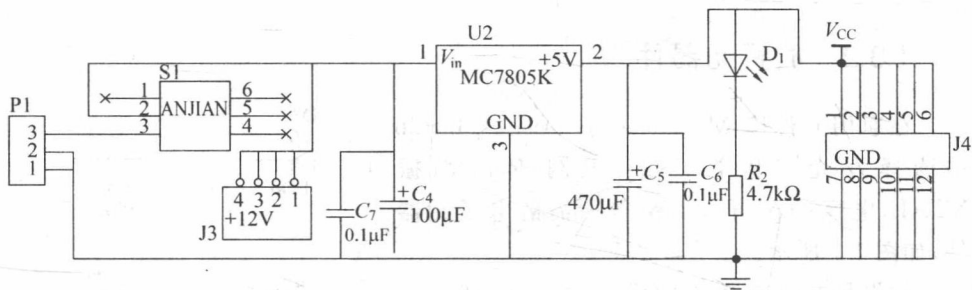 U2
1 V_in +5V 2
MC7805K
GND
3
S1
1 6
2 ANJIAN 5
3 4
P1
3
2
1
4 3 2 1
+12V
J3
C7
0.1μF
+ C4
100μF
+ C5
470μF
C6
0.1μF
D1
R2
4.7kΩ
VCC
1 2 3 4 5 6
GND J4
7 8 9 10 11 12